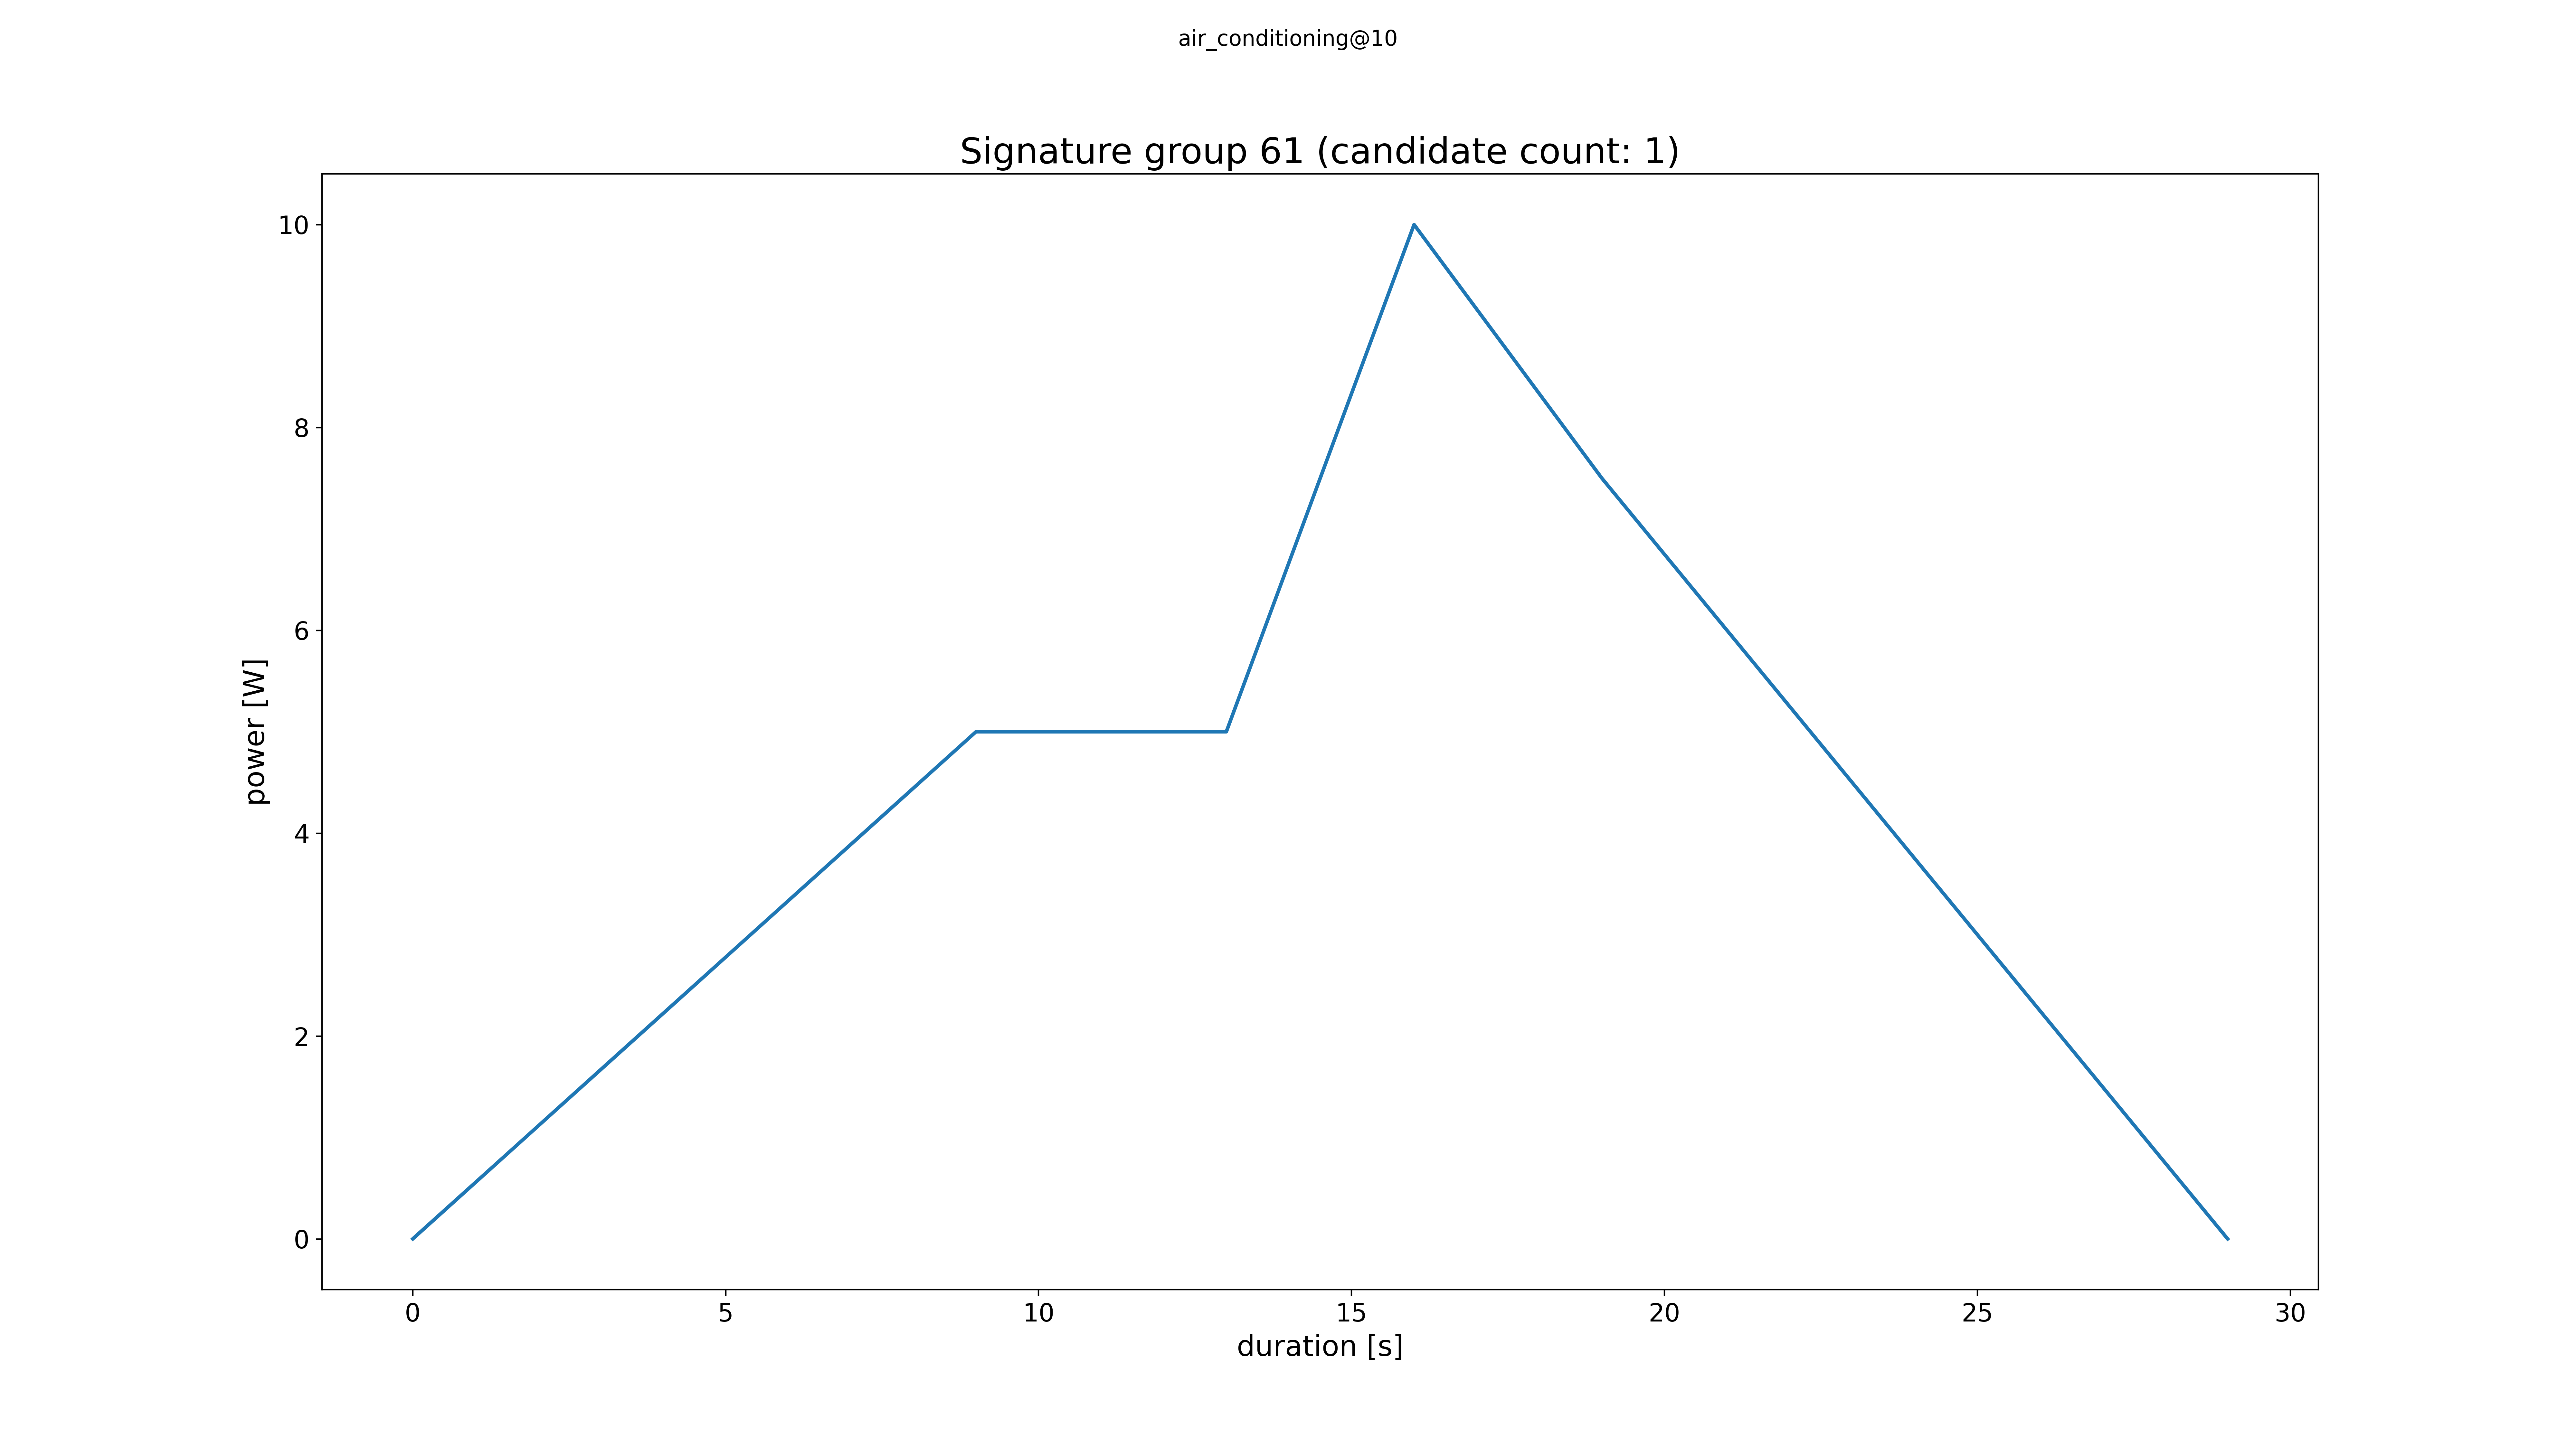 air_conditioning@10
Signature group 61 (candidate count: 1)
10
8
6
4
2
0
power [W]
0 5 10 15 20 25 30
duration [s]